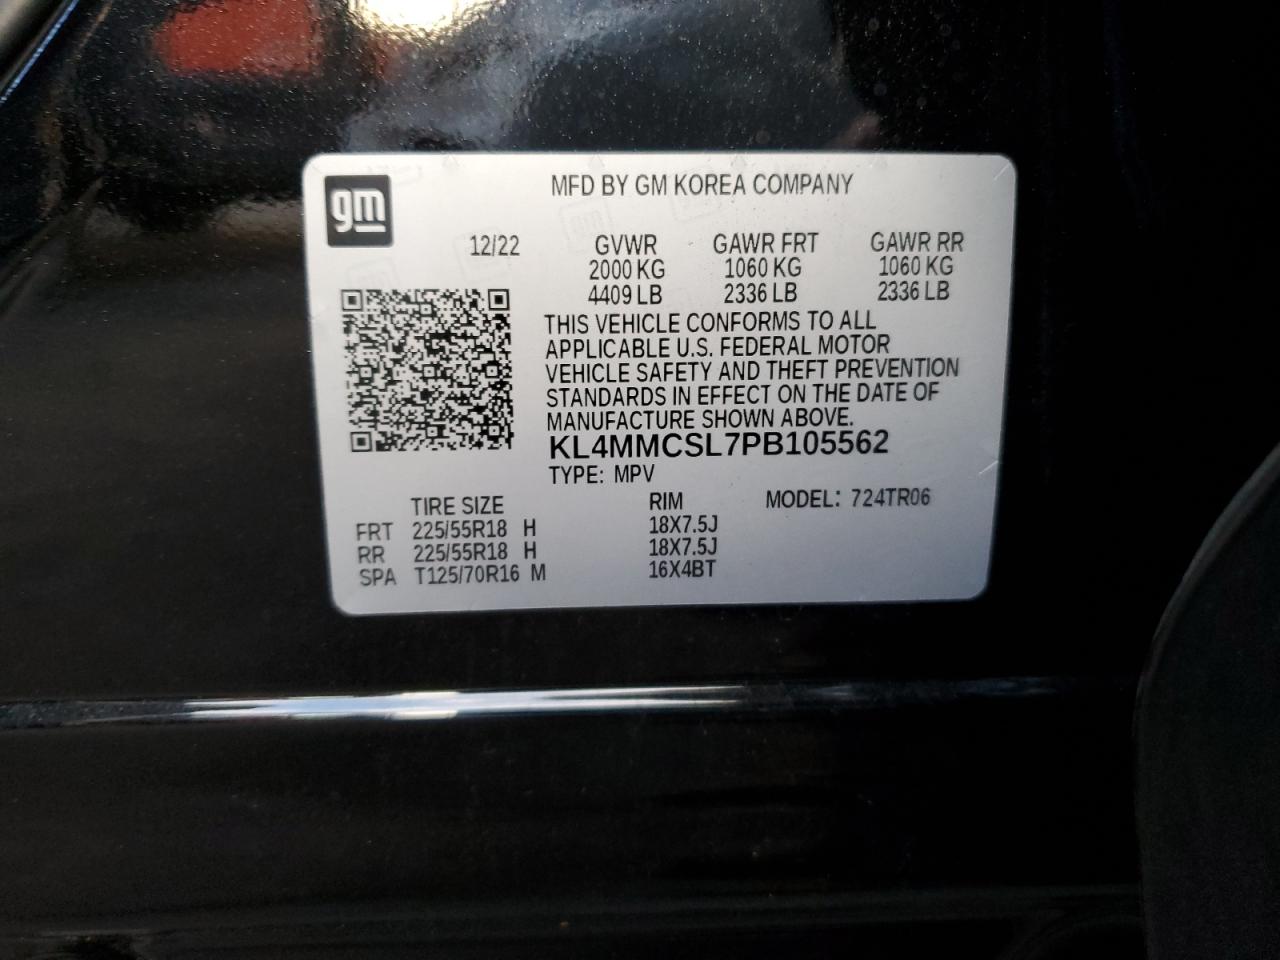 gm
MFD BY GM KOREA COMPANY
12/22 GVWR GAWR FRT GAWR RR
2000 KG 1060 KG 1060 KG
4409 LB 2336 LB 2336 LB
THIS VEHICLE CONFORMS TO ALL
APPLICABLE U.S. FEDERAL MOTOR
VEHICLE SAFETY AND THEFT PREVENTION
STANDARDS IN EFFECT ON THE DATE OF
MANUFACTURE SHOWN ABOVE.
KL4MMCSL7PB105562
TYPE: MPV
TIRE SIZE RIM MODEL: 724TR06
FRT 225/55R18 H 18X7.5J
RR 225/55R18 H 18X7.5J
SPA T125/70R16 M 16X4BT